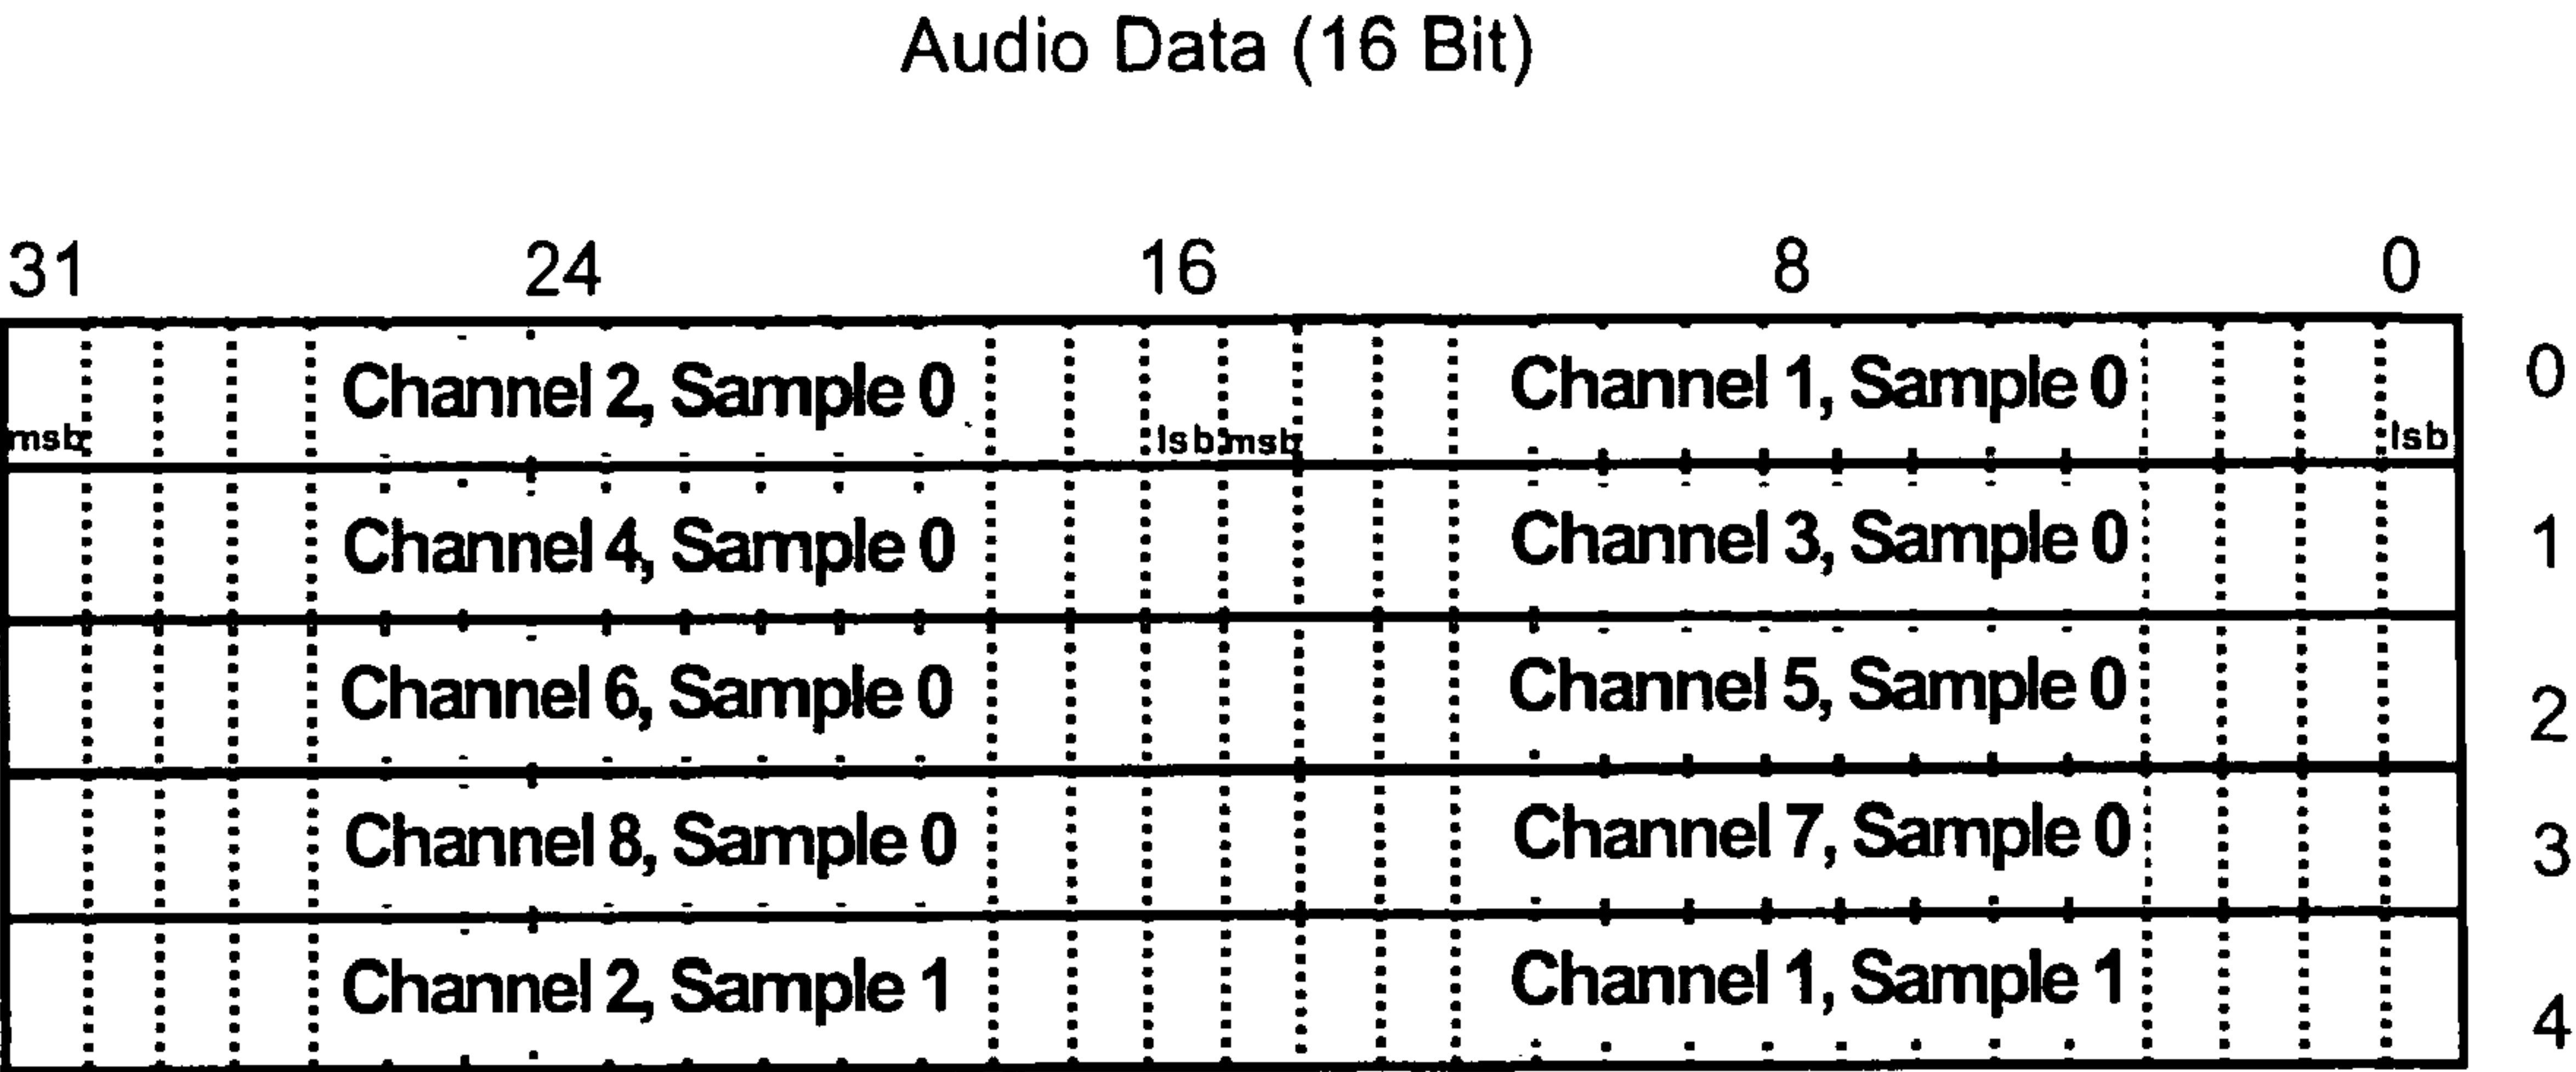 Audio Data (16 Bit)
31 24 16 8 0
Channel 2, Sample 0 Channel 1, Sample 0 0
msb lsb msb lsb
Channel 4, Sample 0 Channel 3, Sample 0 1
Channel 6, Sample 0 Channel 5, Sample 0 2
Channel 8, Sample 0 Channel 7, Sample 0 3
Channel 2, Sample 1 Channel 1, Sample 1 4